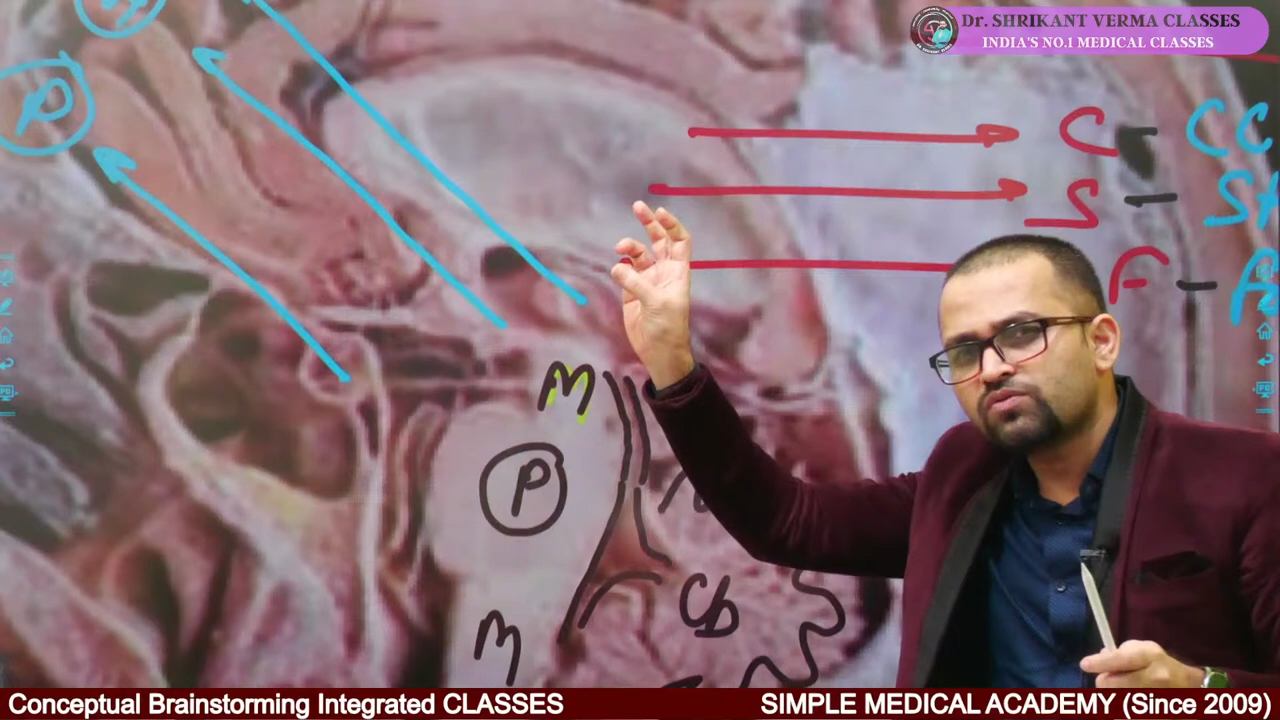 Dr. SHRIKANT VERMA CLASSES
INDIA'S NO.1 MEDICAL CLASSES
P
C - CC
S -
M
P
Cb
M
Conceptual Brainstorming Integrated CLASSES
SIMPLE MEDICAL ACADEMY (Since 2009)